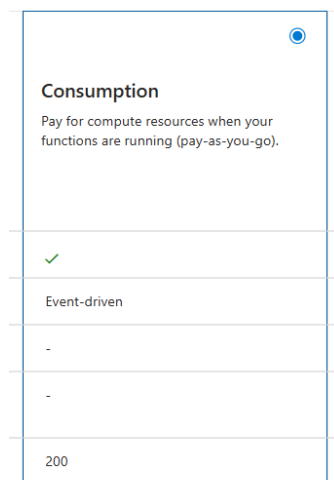 Consumption
Pay for compute resources when your
functions are running (pay-as-you-go).
Event-driven
-
-
200